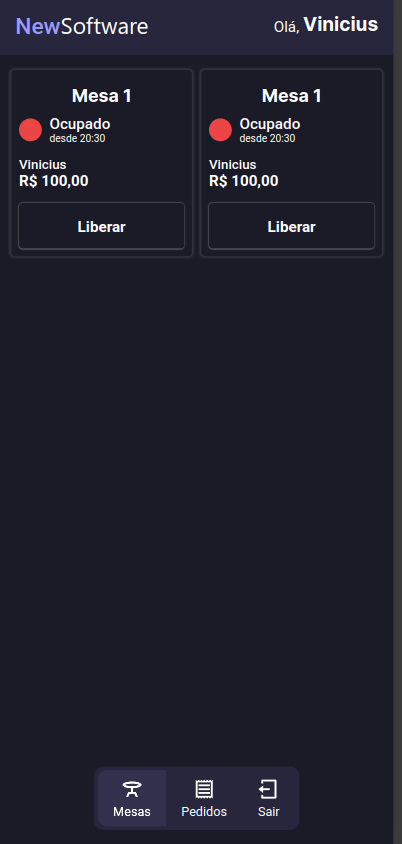 NewSoftware
Olá, Vinicius
Mesa 1
Ocupado
desde 20:30
Vinicius
R$ 100,00
Liberar
Mesa 1
Ocupado
desde 20:30
Vinicius
R$ 100,00
Liberar
Mesas
Pedidos
Sair